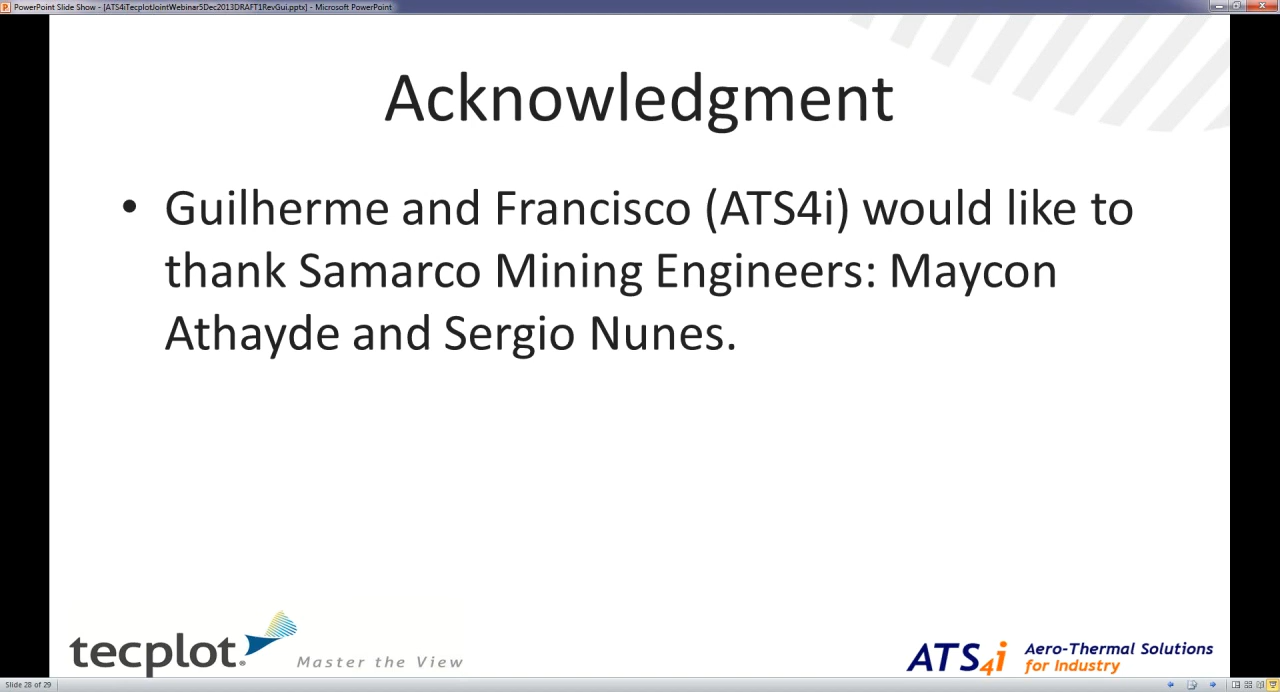 PowerPoint Slide Show - [ATS4iTecplotJointWebinar5Dec2013DRAFT1RevGui.pptx] - Microsoft PowerPoint
Acknowledgment
• Guilherme and Francisco (ATS4i) would like to
thank Samarco Mining Engineers: Maycon
Athayde and Sergio Nunes.
tecplot. Master the View
ATS4i Aero-Thermal Solutions
for Industry
Slide 28 of 29